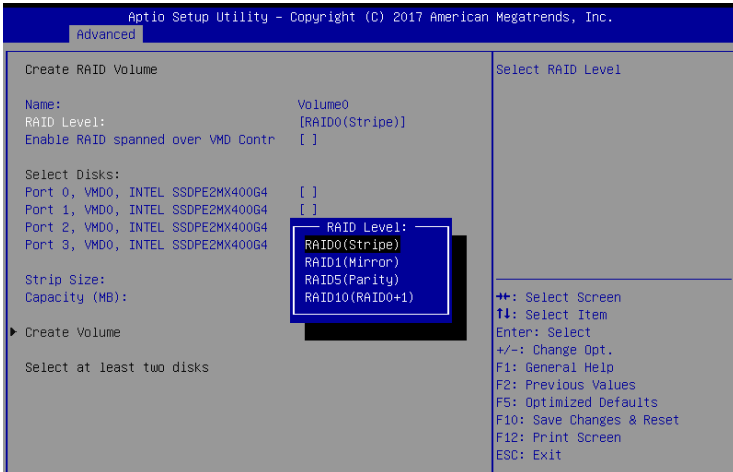 Aptio Setup Utility – Copyright (C) 2017 American Megatrends, Inc.
Advanced
Create RAID Volume
Name: Volume0
RAID Level: [RAID0(Stripe)]
Enable RAID spanned over VMD Contr [ ]
Select Disks:
Port 0, VMD0, INTEL SSDPE2MX400G4 [ ]
Port 1, VMD0, INTEL SSDPE2MX400G4 [ ]
Port 2, VMD0, INTEL SSDPE2MX400G4
Port 3, VMD0, INTEL SSDPE2MX400G4
Strip Size:
Capacity (MB):
Create Volume
Select at least two disks
RAID Level:
RAID0(Stripe)
RAID1(Mirror)
RAID5(Parity)
RAID10(RAID0+1)
Select RAID Level
→←: Select Screen
↑↓: Select Item
Enter: Select
+/-: Change Opt.
F1: General Help
F2: Previous Values
F5: Optimized Defaults
F10: Save Changes & Reset
F12: Print Screen
ESC: Exit